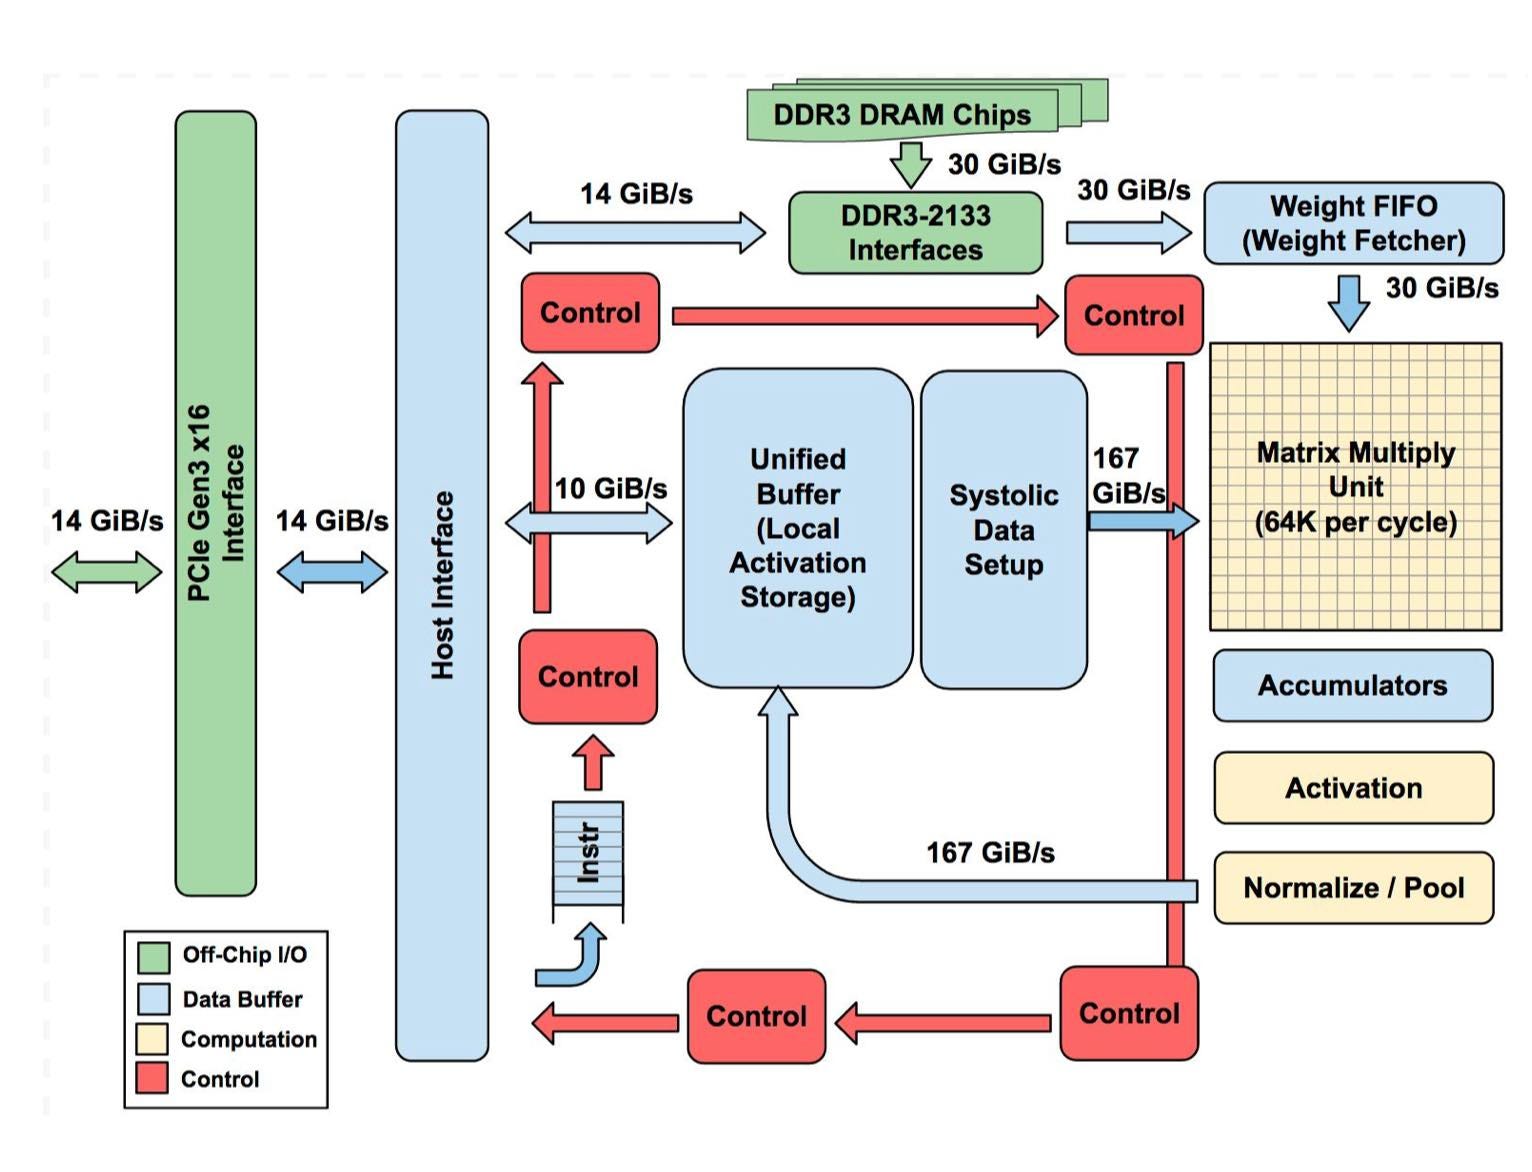 DDR3 DRAM Chips
30 GiB/s
14 GiB/s
30 GiB/s
DDR3-2133
Interfaces
Weight FIFO
(Weight Fetcher)
30 GiB/s
Control
Control
PCIe Gen3 x16
Interface
Host Interface
14 GiB/s
14 GiB/s
10 GiB/s
Unified
Buffer
(Local
Activation
Storage)
Systolic
Data
Setup
167
GiB/s
Matrix Multiply
Unit
(64K per cycle)
Control
Accumulators
Activation
Instr
167 GiB/s
Normalize / Pool
Control
Control
Off-Chip I/O
Data Buffer
Computation
Control